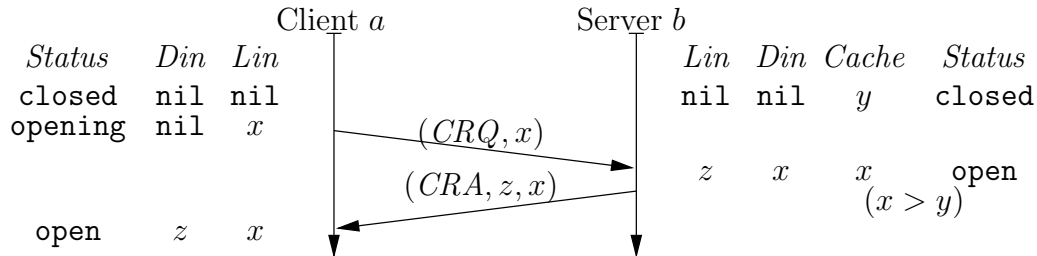 Client a Server b
Status Din Lin Lin Din Cache Status
closed nil nil nil nil y closed
opening nil x (CRQ, x)
z x x open
(CRA, z, x) (x > y)
open z x